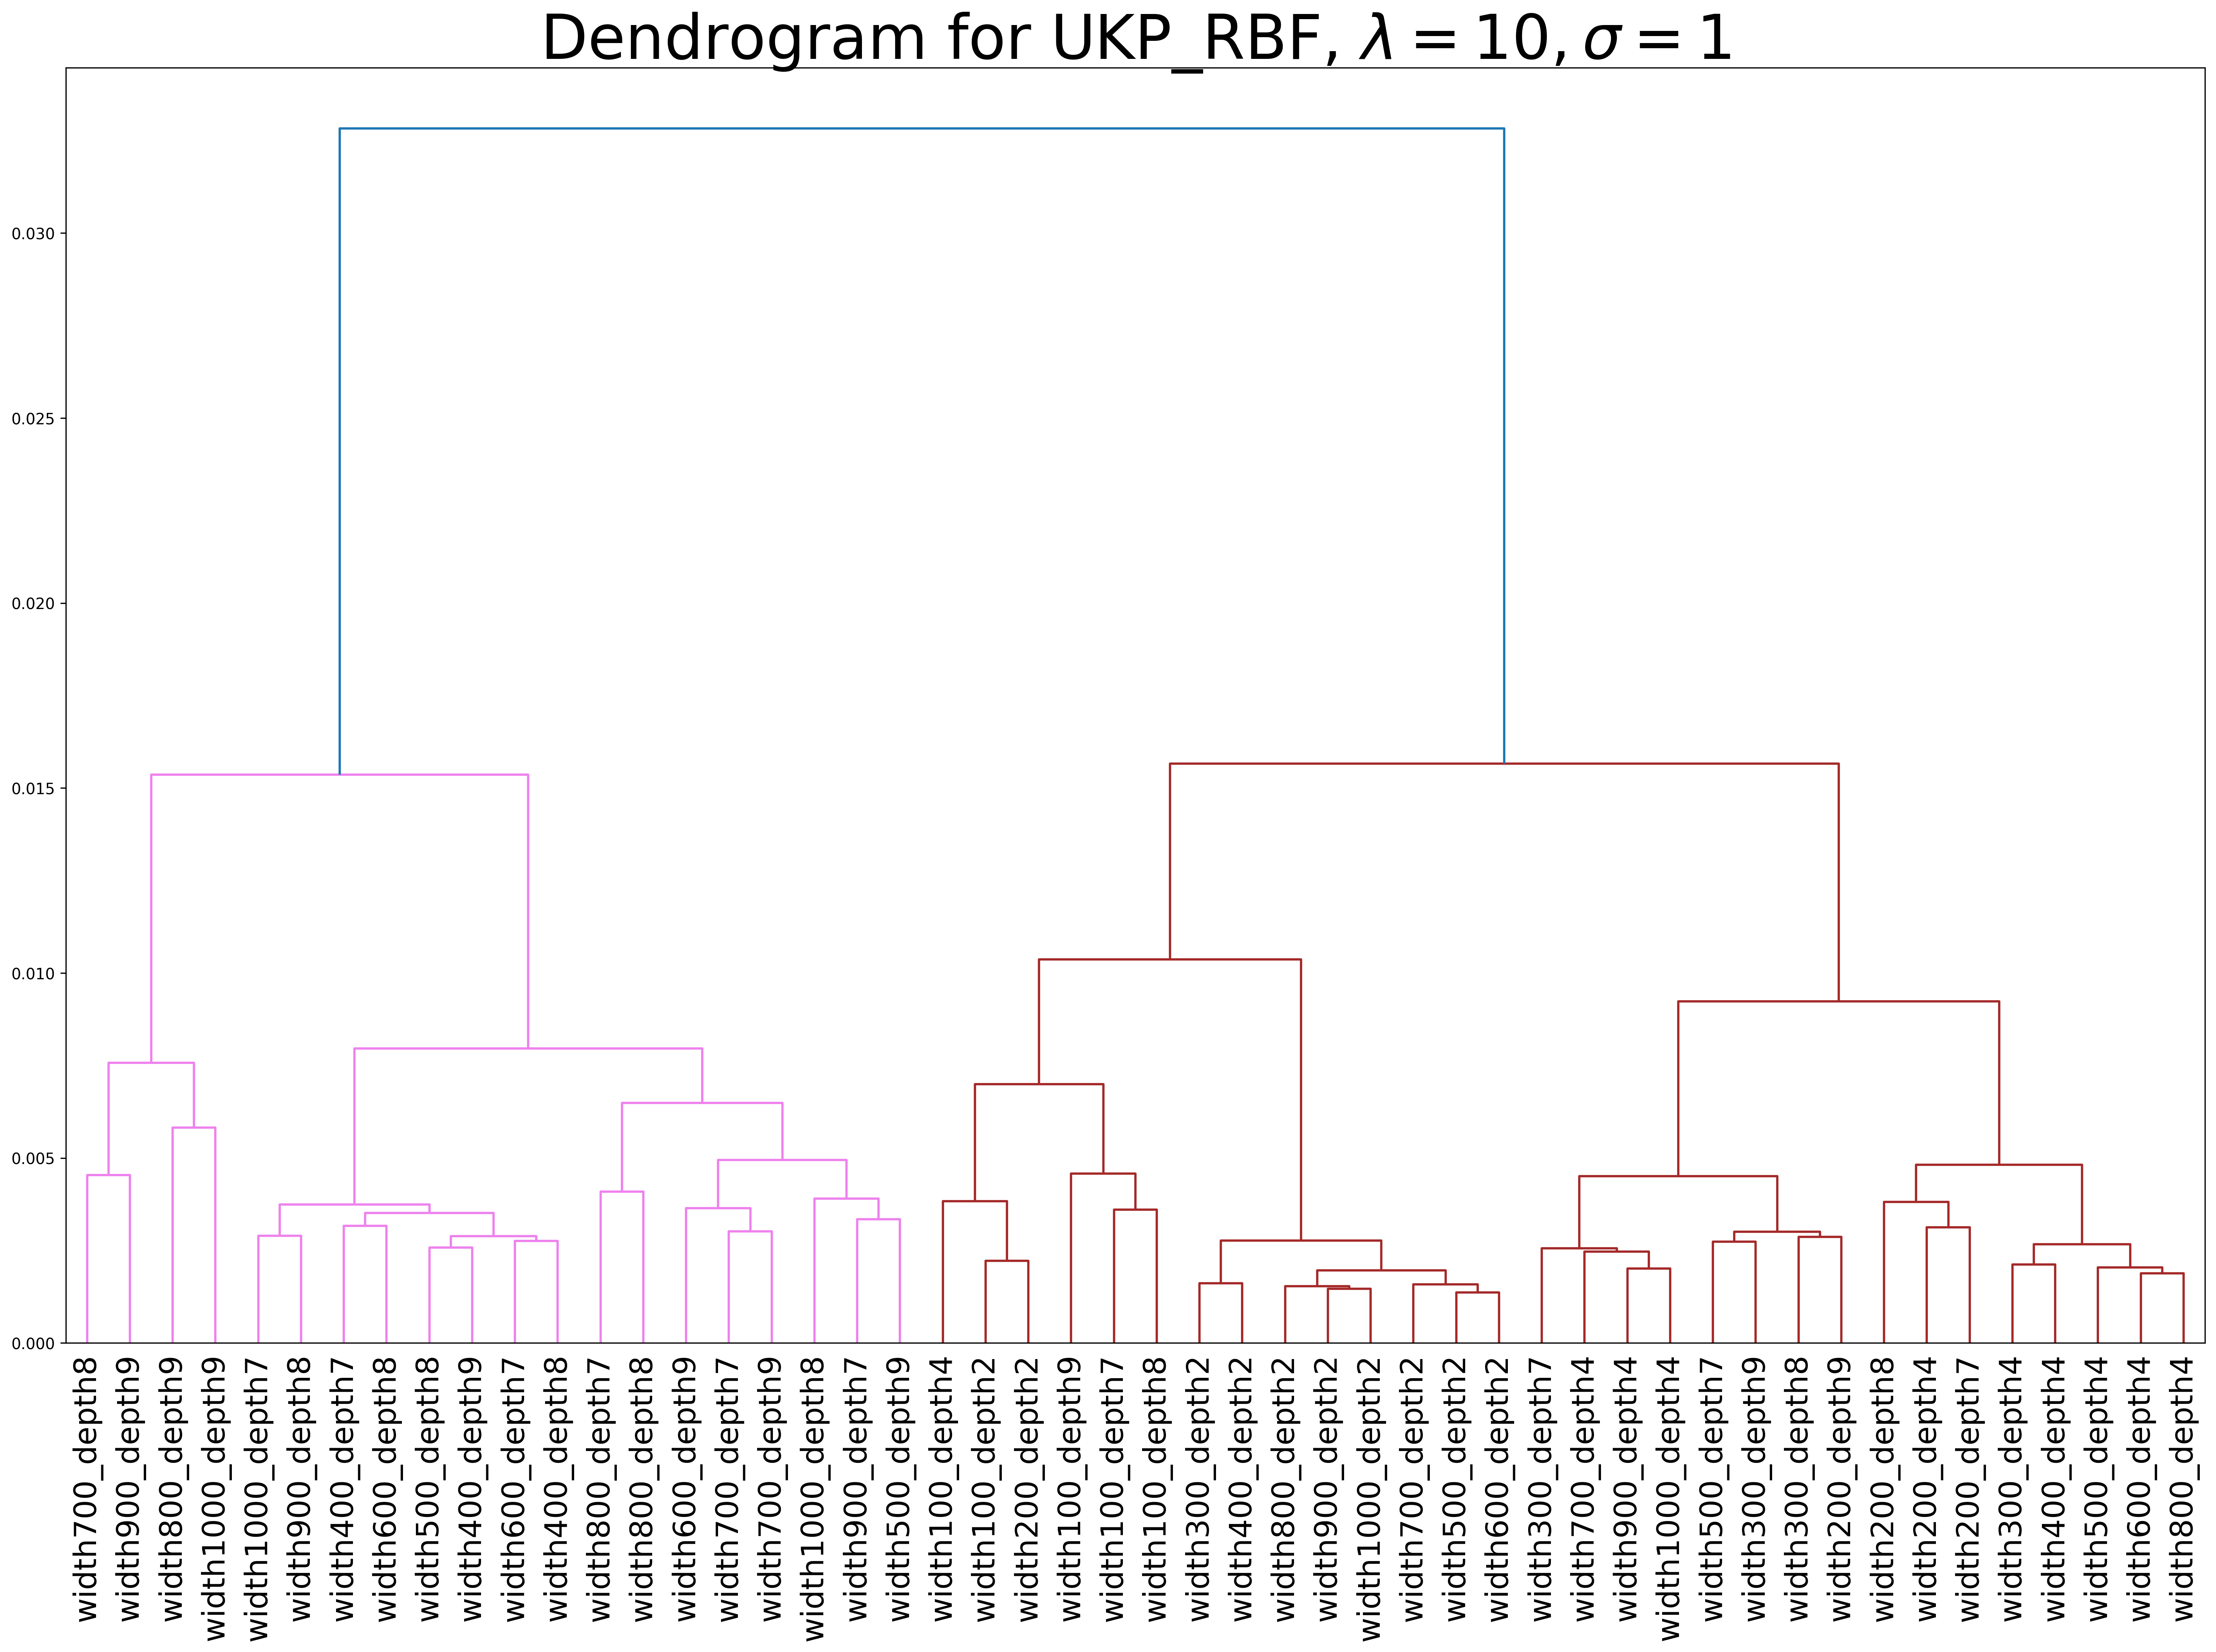 Dendrogram for UKP_RBF, λ = 10, σ = 1
0.030
0.025
0.020
0.015
0.010
0.005
0.000
width700_depth8
width900_depth9
width800_depth9
width1000_depth9
width1000_depth7
width900_depth8
width400_depth7
width600_depth8
width500_depth8
width400_depth9
width600_depth7
width400_depth8
width800_depth7
width800_depth8
width600_depth9
width700_depth7
width700_depth9
width1000_depth8
width900_depth7
width500_depth9
width100_depth4
width100_depth2
width200_depth2
width100_depth9
width100_depth7
width100_depth8
width300_depth2
width400_depth2
width800_depth2
width900_depth2
width1000_depth2
width700_depth2
width500_depth2
width600_depth2
width300_depth7
width700_depth4
width900_depth4
width1000_depth4
width500_depth7
width300_depth9
width300_depth8
width200_depth9
width200_depth8
width200_depth4
width200_depth7
width300_depth4
width400_depth4
width500_depth4
width600_depth4
width800_depth4